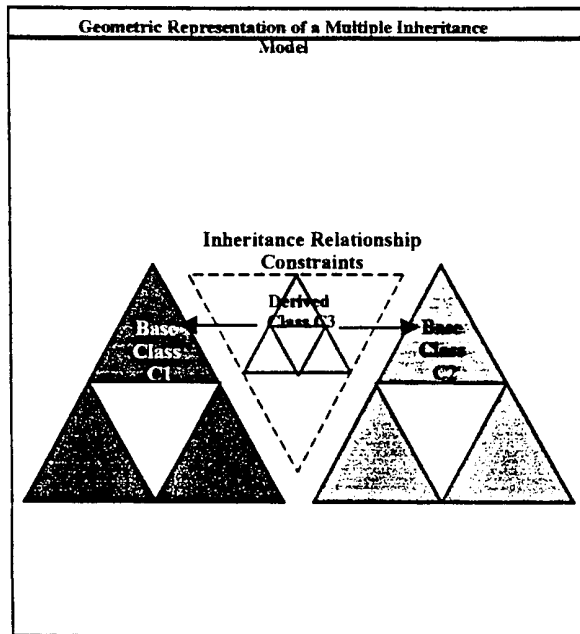 Geometric Representation of a Multiple Inheritance
Model
Inheritance Relationship
Constraints
Derived
Class C3
Base
Class
C1
Base
Class
C2